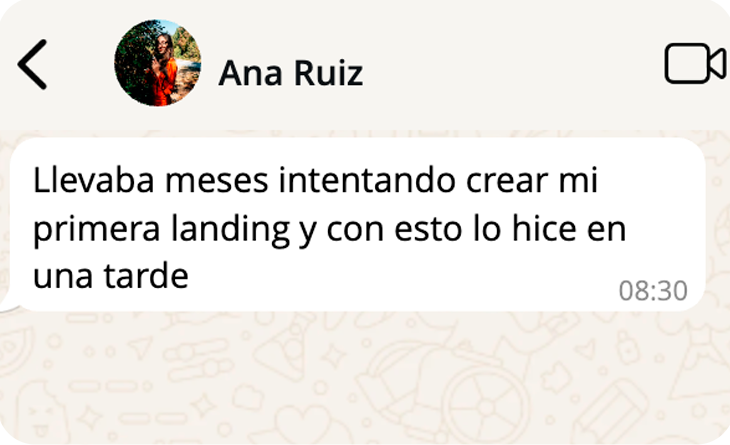 Ana Ruiz
Llevaba meses intentando crear mi
primera landing y con esto lo hice en
una tarde
08:30